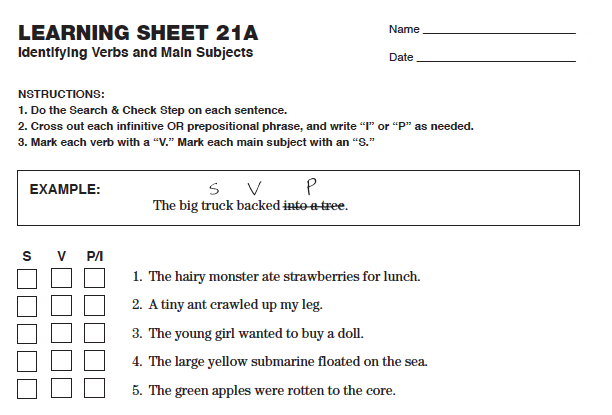 LEARNING SHEET 21A
Name
Identifying Verbs and Main Subjects
Date
NSTRUCTIONS:
1. Do the Search & Check Step on each sentence.
2. Cross out each infinitive OR prepositional phrase, and write “I” or “P” as needed.
3. Mark each verb with a “V.” Mark each main subject with an “S.”
S V P
EXAMPLE:
The big truck backed into a tree.
S V P/I
1. The hairy monster ate strawberries for lunch.
2. A tiny ant crawled up my leg.
3. The young girl wanted to buy a doll.
4. The large yellow submarine floated on the sea.
5. The green apples were rotten to the core.